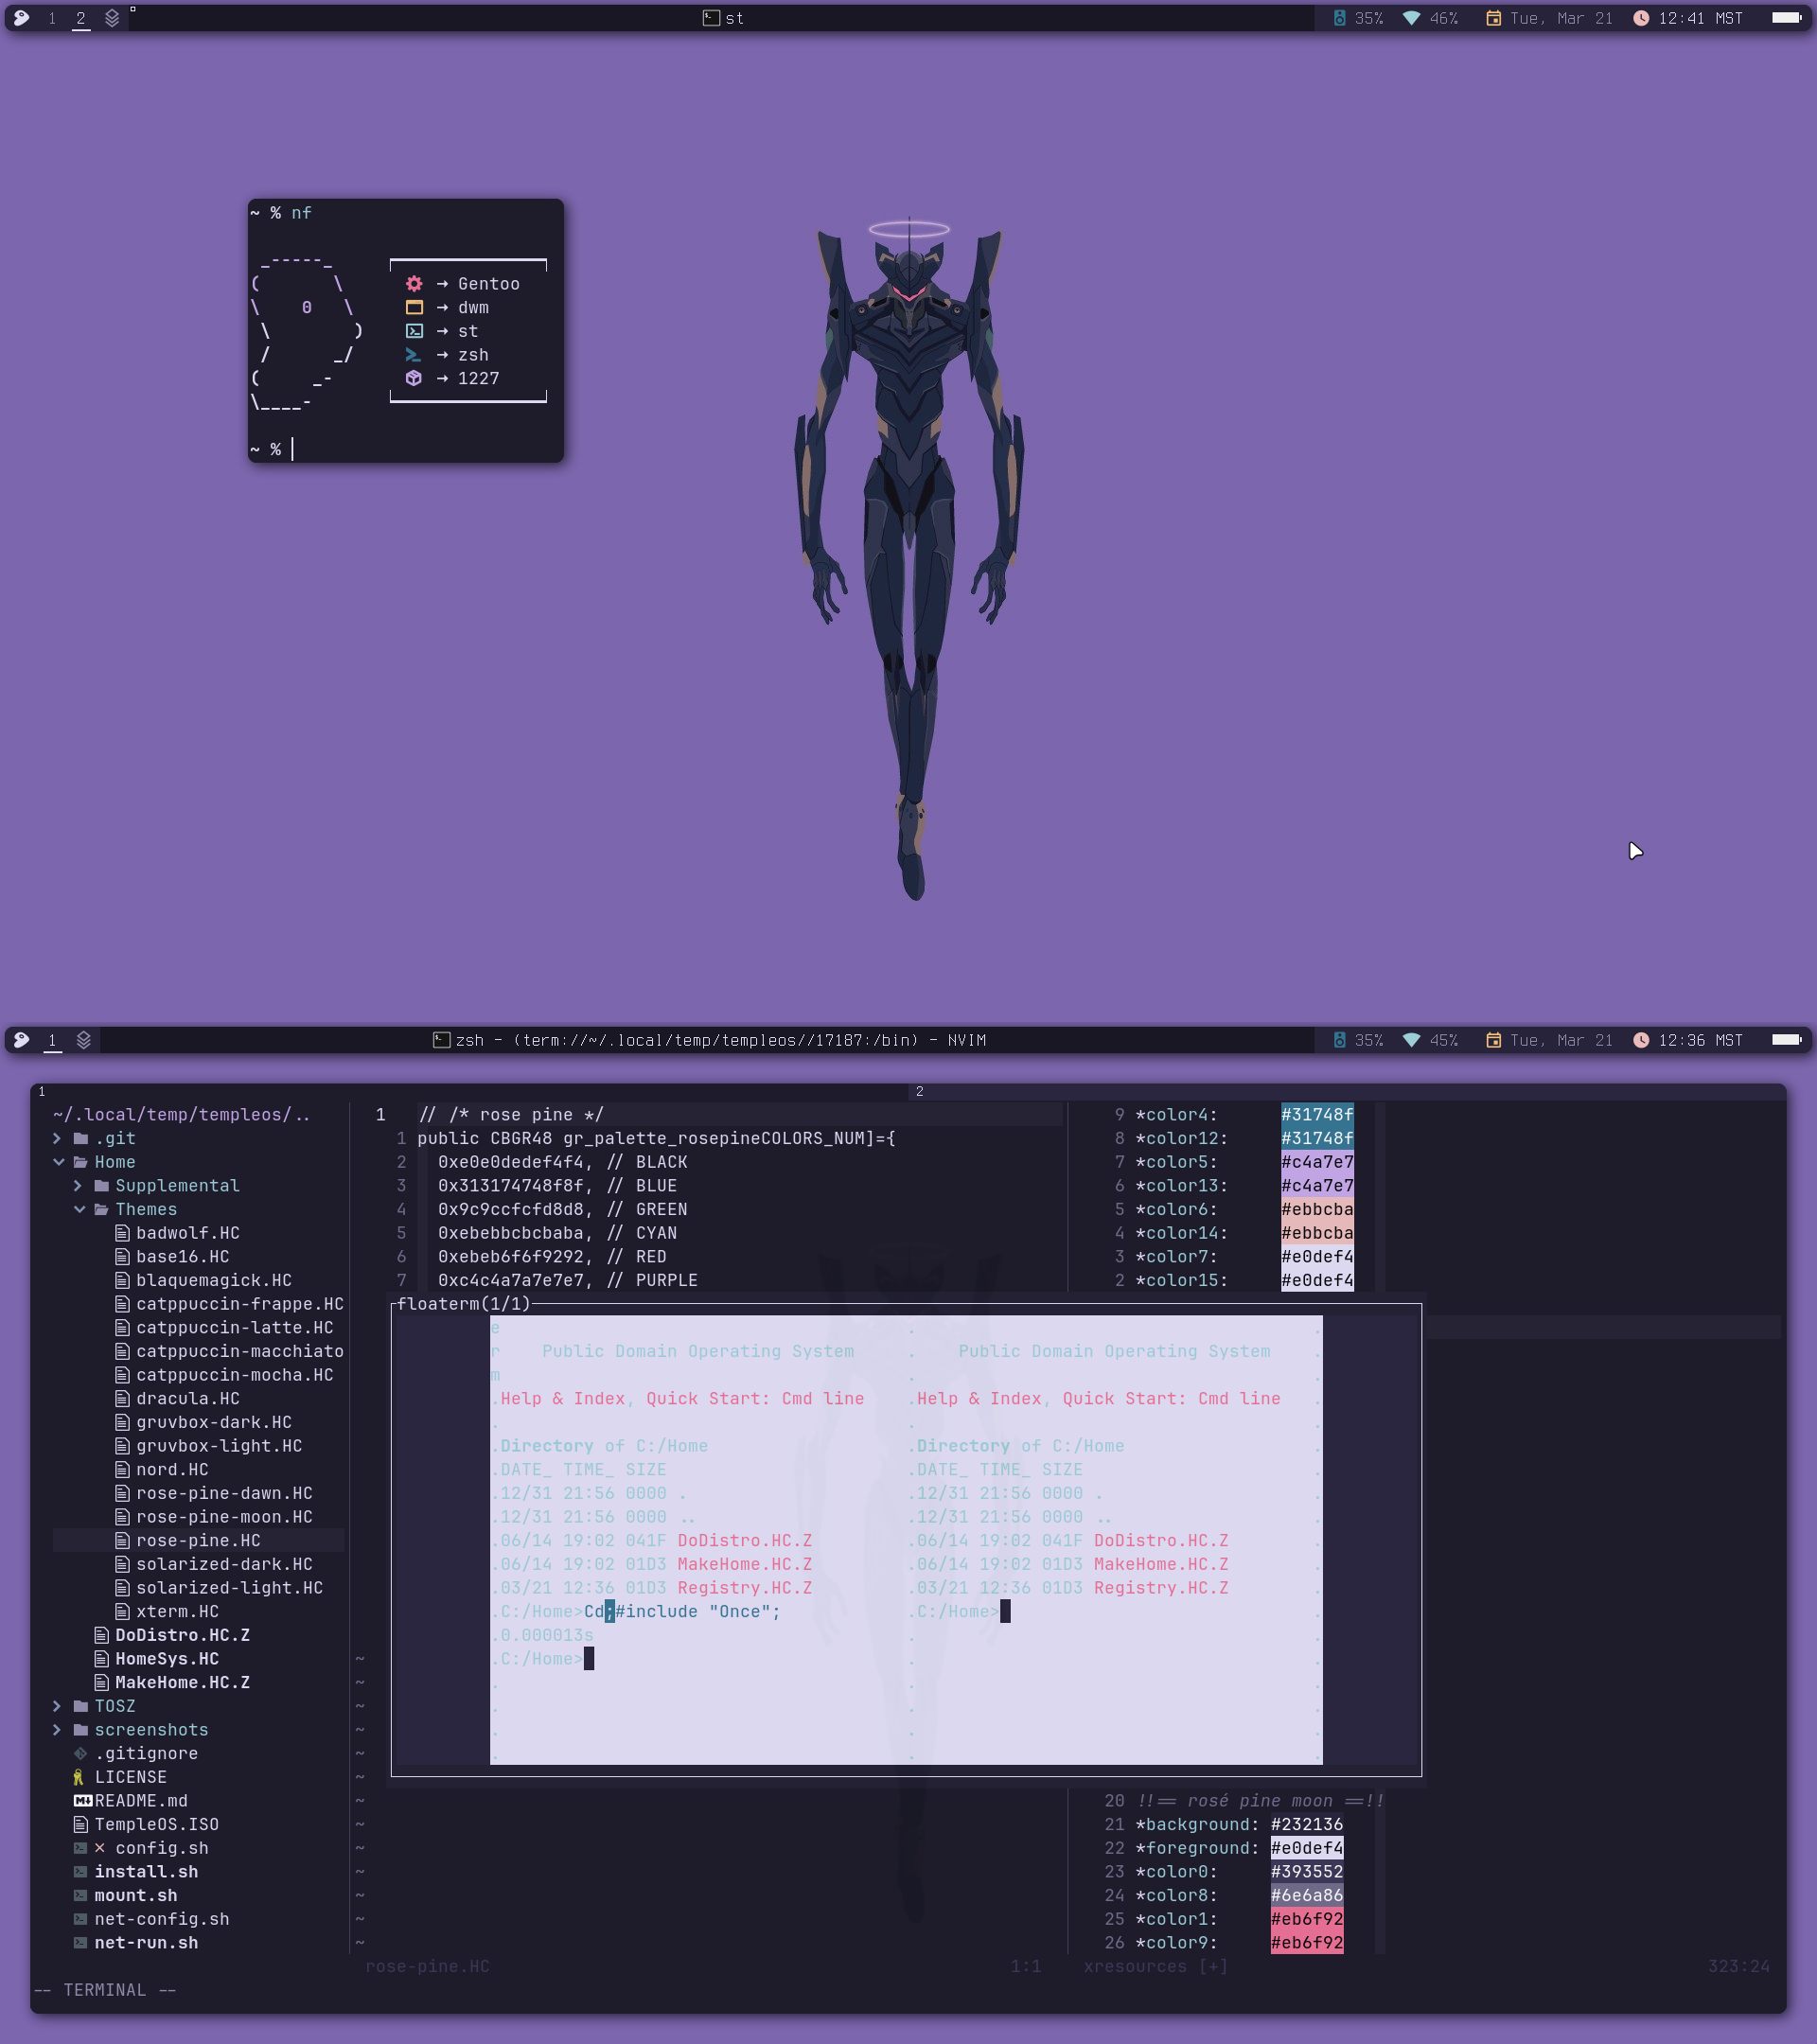 1 2 st 35% 46% Tue, Mar 21 12:41 MST
~ % nf
_-----_
( \ → Gentoo
\ 0 \ → dwm
\ ) → st
/ _/ → zsh
( _- → 1227
\____-
~ %
1 zsh - (term://~/.local/temp/templeos//17187:/bin) - NVIM 35% 45% Tue, Mar 21 12:36 MST
1 2
~/.local/temp/templeos/..
.git
Home
Supplemental
Themes
badwolf.HC
base16.HC
blaquemagick.HC
catppuccin-frappe.HC
catppuccin-latte.HC
catppuccin-macchiato
catppuccin-mocha.HC
dracula.HC
gruvbox-dark.HC
gruvbox-light.HC
nord.HC
rose-pine-dawn.HC
rose-pine-moon.HC
rose-pine.HC
solarized-dark.HC
solarized-light.HC
xterm.HC
DoDistro.HC.Z
HomeSys.HC
MakeHome.HC.Z
TOSZ
screenshots
.gitignore
LICENSE
README.md
TempleOS.ISO
× config.sh
install.sh
mount.sh
net-config.sh
net-run.sh
1 // /* rose pine */
1 public CBGR48 gr_palette_rosepineCOLORS_NUM]={
2 0xe0e0dedef4f4, // BLACK
3 0x313174748f8f, // BLUE
4 0x9c9ccfcfd8d8, // GREEN
5 0xebebbcbcbaba, // CYAN
6 0xebeb6f6f9292, // RED
7 0xc4c4a7a7e7e7, // PURPLE
~
~
~
~
~
~
~
~
~
~
~
~
~
9 *color4: #31748f
8 *color12: #31748f
7 *color5: #c4a7e7
6 *color13: #c4a7e7
5 *color6: #ebbcba
4 *color14: #ebbcba
3 *color7: #e0def4
2 *color15: #e0def4
floaterm(1/1)
e
r Public Domain Operating System . Public Domain Operating System .
m
.Help & Index, Quick Start: Cmd line .Help & Index, Quick Start: Cmd line .
.Directory of C:/Home .Directory of C:/Home .
.DATE_ TIME_ SIZE .DATE_ TIME_ SIZE .
.12/31 21:56 0000 . .12/31 21:56 0000 . .
.12/31 21:56 0000 .. .12/31 21:56 0000 .. .
.06/14 19:02 041F DoDistro.HC.Z .06/14 19:02 041F DoDistro.HC.Z .
.06/14 19:02 01D3 MakeHome.HC.Z .06/14 19:02 01D3 MakeHome.HC.Z .
.03/21 12:36 01D3 Registry.HC.Z .03/21 12:36 01D3 Registry.HC.Z .
.C:/Home>Cd;#include "Once"; .C:/Home> .
.0.000013s
.C:/Home>
20 !!== rosé pine moon ==!!
21 *background: #232136
22 *foreground: #e0def4
23 *color0: #393552
24 *color8: #6e6a86
25 *color1: #eb6f92
26 *color9: #eb6f92
rose-pine.HC 1:1 xresources [+] 323:24
-- TERMINAL --